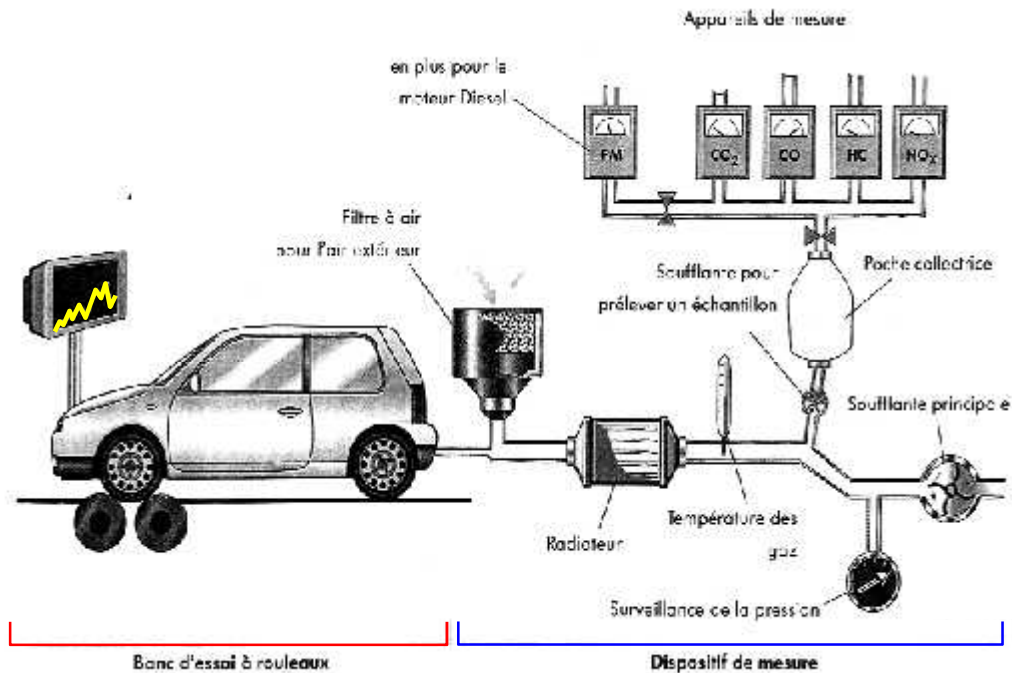 Appareils de mesure
en plus pour le
moteur Diesel
FM
CO2
CO
HC
NOX
Filtre à air
pour l'air extérieur
Soufflante pour
prélever un échantillon
Poche collectrice
Soufflante principale
Radiateur
Température des
gaz
Surveillance de la pression
Banc d'essai à rouleaux
Dispositif de mesure